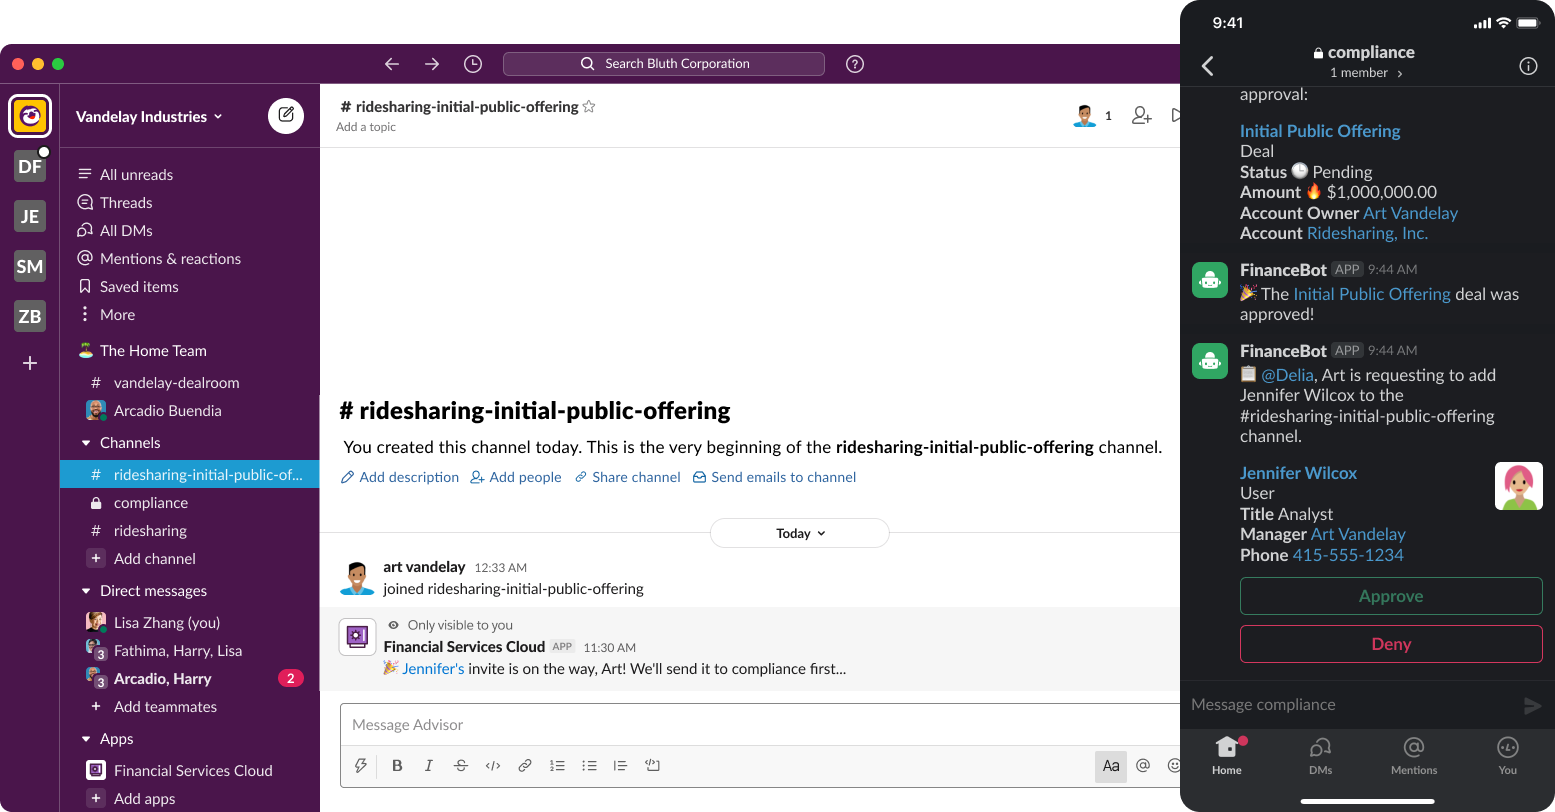 Search Bluth Corporation
Vandelay Industries
DF
JE
SM
ZB
All unreads
Threads
All DMs
Mentions & reactions
Saved items
More
The Home Team
# vandelay-dealroom
Arcadio Buendia
Channels
# ridesharing-initial-public-of...
compliance
# ridesharing
+ Add channel
Direct messages
Lisa Zhang (you)
3 Fathima, Harry, Lisa
3 Arcadio, Harry 2
+ Add teammates
Apps
Financial Services Cloud
+ Add apps
# ridesharing-initial-public-offering
Add a topic
1
# ridesharing-initial-public-offering
You created this channel today. This is the very beginning of the ridesharing-initial-public-offering channel.
Add description Add people Share channel Send emails to channel
Today
art vandelay 12:33 AM
joined ridesharing-initial-public-offering
Only visible to you
Financial Services Cloud APP 11:30 AM
🎉 Jennifer's invite is on the way, Art! We'll send it to compliance first...
Message Advisor
B I S </> Aa @
9:41
compliance
1 member >
approval:
Initial Public Offering
Deal
Status 🕒 Pending
Amount 🔥 $1,000,000.00
Account Owner Art Vandelay
Account Ridesharing, Inc.
FinanceBot APP 9:44 AM
🎉 The Initial Public Offering deal was
approved!
FinanceBot APP 9:44 AM
📋 @Delia, Art is requesting to add
Jennifer Wilcox to the
#ridesharing-initial-public-offering
channel.
Jennifer Wilcox
User
Title Analyst
Manager Art Vandelay
Phone 415-555-1234
Approve
Deny
Message compliance
Home DMs Mentions You